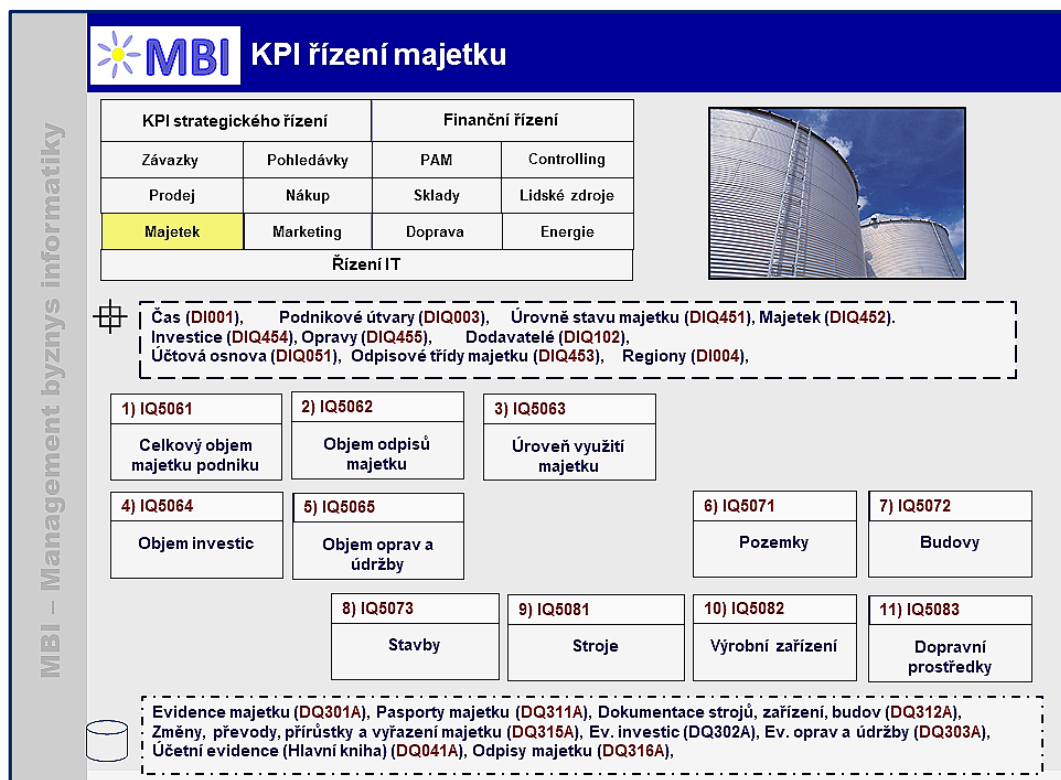 MBI KPI řízení majetku
MBI – Management byznys informatiky
KPI strategického řízení Finanční řízení
Závazky Pohledávky PAM Controlling
Prodej Nákup Sklady Lidské zdroje
Majetek Marketing Doprava Energie
Řízení IT
Čas (DI001), Podnikové útvary (DIQ003), Úrovně stavu majetku (DIQ451), Majetek (DIQ452).
Investice (DIQ454), Opravy (DIQ455), Dodavatelé (DIQ102),
Účtová osnova (DIQ051), Odpisové třídy majetku (DIQ453), Regiony (DI004),
1) IQ5061
Celkový objem
majetku podniku
2) IQ5062
Objem odpisů
majetku
3) IQ5063
Úroveň využití
majetku
4) IQ5064
Objem investic
5) IQ5065
Objem oprav a
údržby
6) IQ5071
Pozemky
7) IQ5072
Budovy
8) IQ5073
Stavby
9) IQ5081
Stroje
10) IQ5082
Výrobní zařízení
11) IQ5083
Dopravní
prostředky
Evidence majetku (DQ301A), Pasporty majetku (DQ311A), Dokumentace strojů, zařízení, budov (DQ312A),
Změny, převody, přírůstky a vyřazení majetku (DQ315A), Ev. investic (DQ302A), Ev. oprav a údržby (DQ303A),
Účetní evidence (Hlavní kniha) (DQ041A), Odpisy majetku (DQ316A),